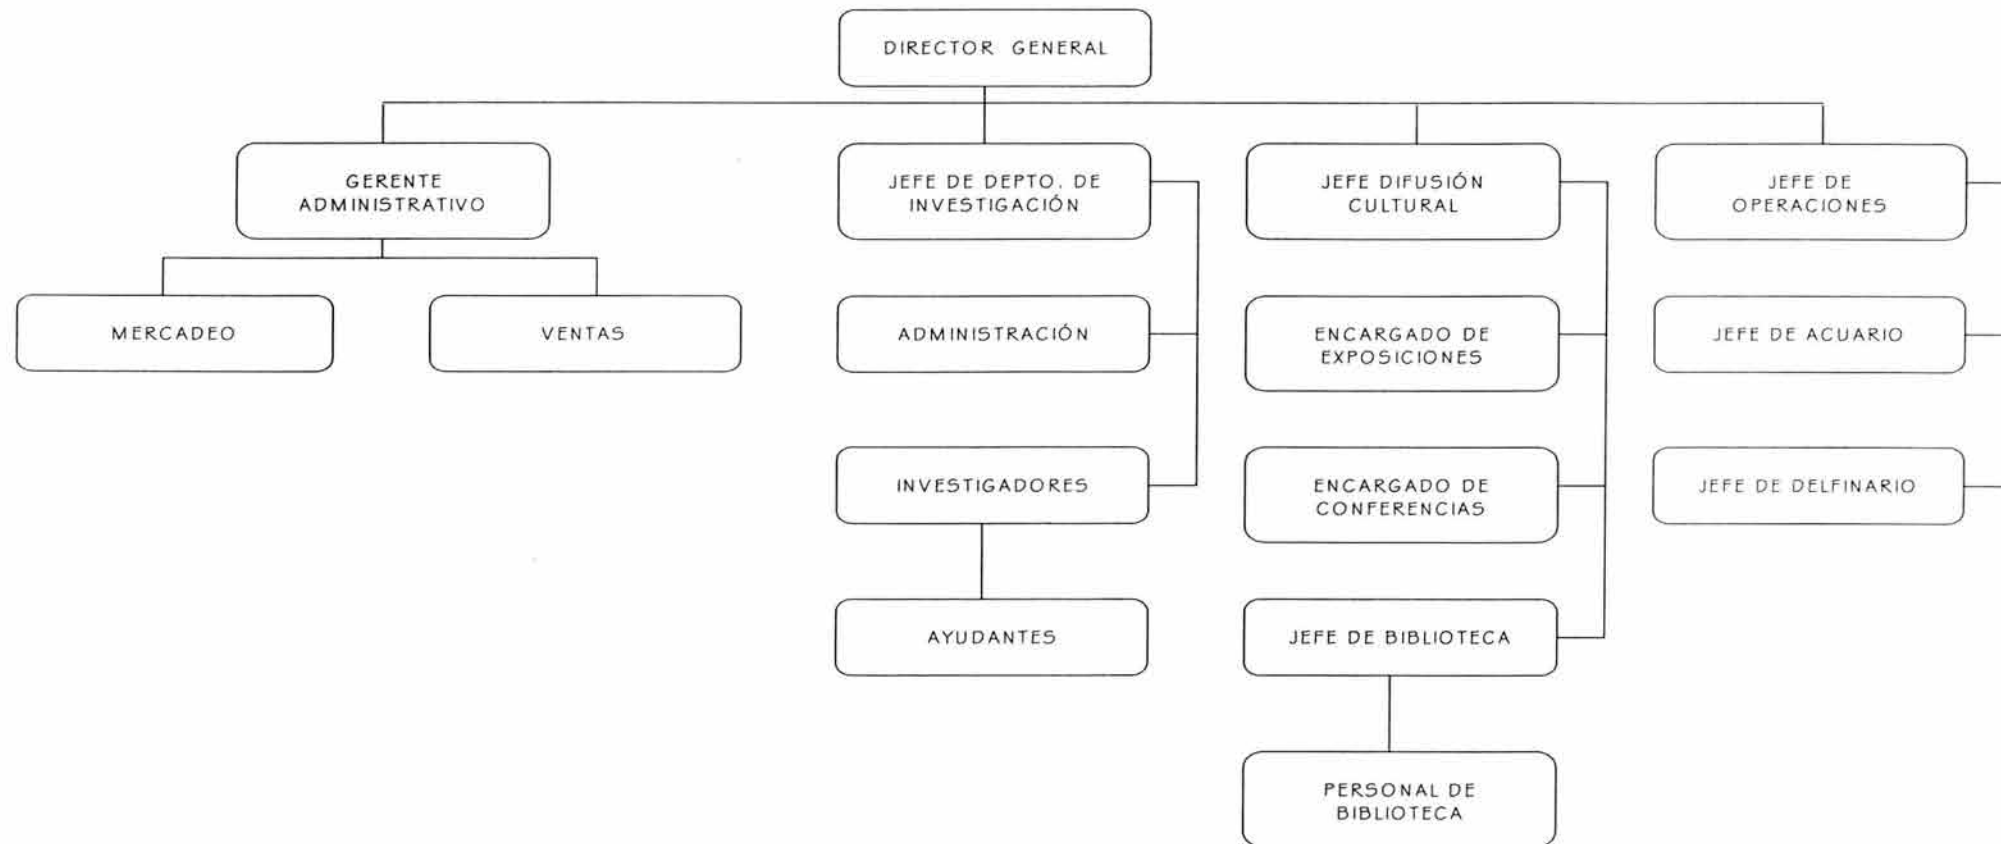 DIRECTOR GENERAL
GERENTE
ADMINISTRATIVO
JEFE DE DEPTO. DE
INVESTIGACIÓN
JEFE DIFUSIÓN
CULTURAL
JEFE DE
OPERACIONES
MERCADEO
VENTAS
ADMINISTRACIÓN
ENCARGADO DE
EXPOSICIONES
JEFE DE ACUARIO
INVESTIGADORES
ENCARGADO DE
CONFERENCIAS
JEFE DE DELFINARIO
AYUDANTES
JEFE DE BIBLIOTECA
PERSONAL DE
BIBLIOTECA